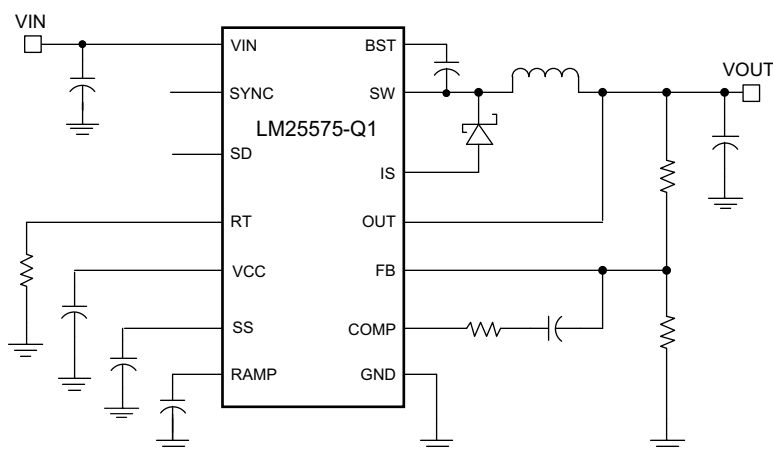 VIN
VOUT
VIN
BST
SYNC
SW
LM25575-Q1
SD
IS
RT
OUT
VCC
FB
SS
COMP
RAMP
GND